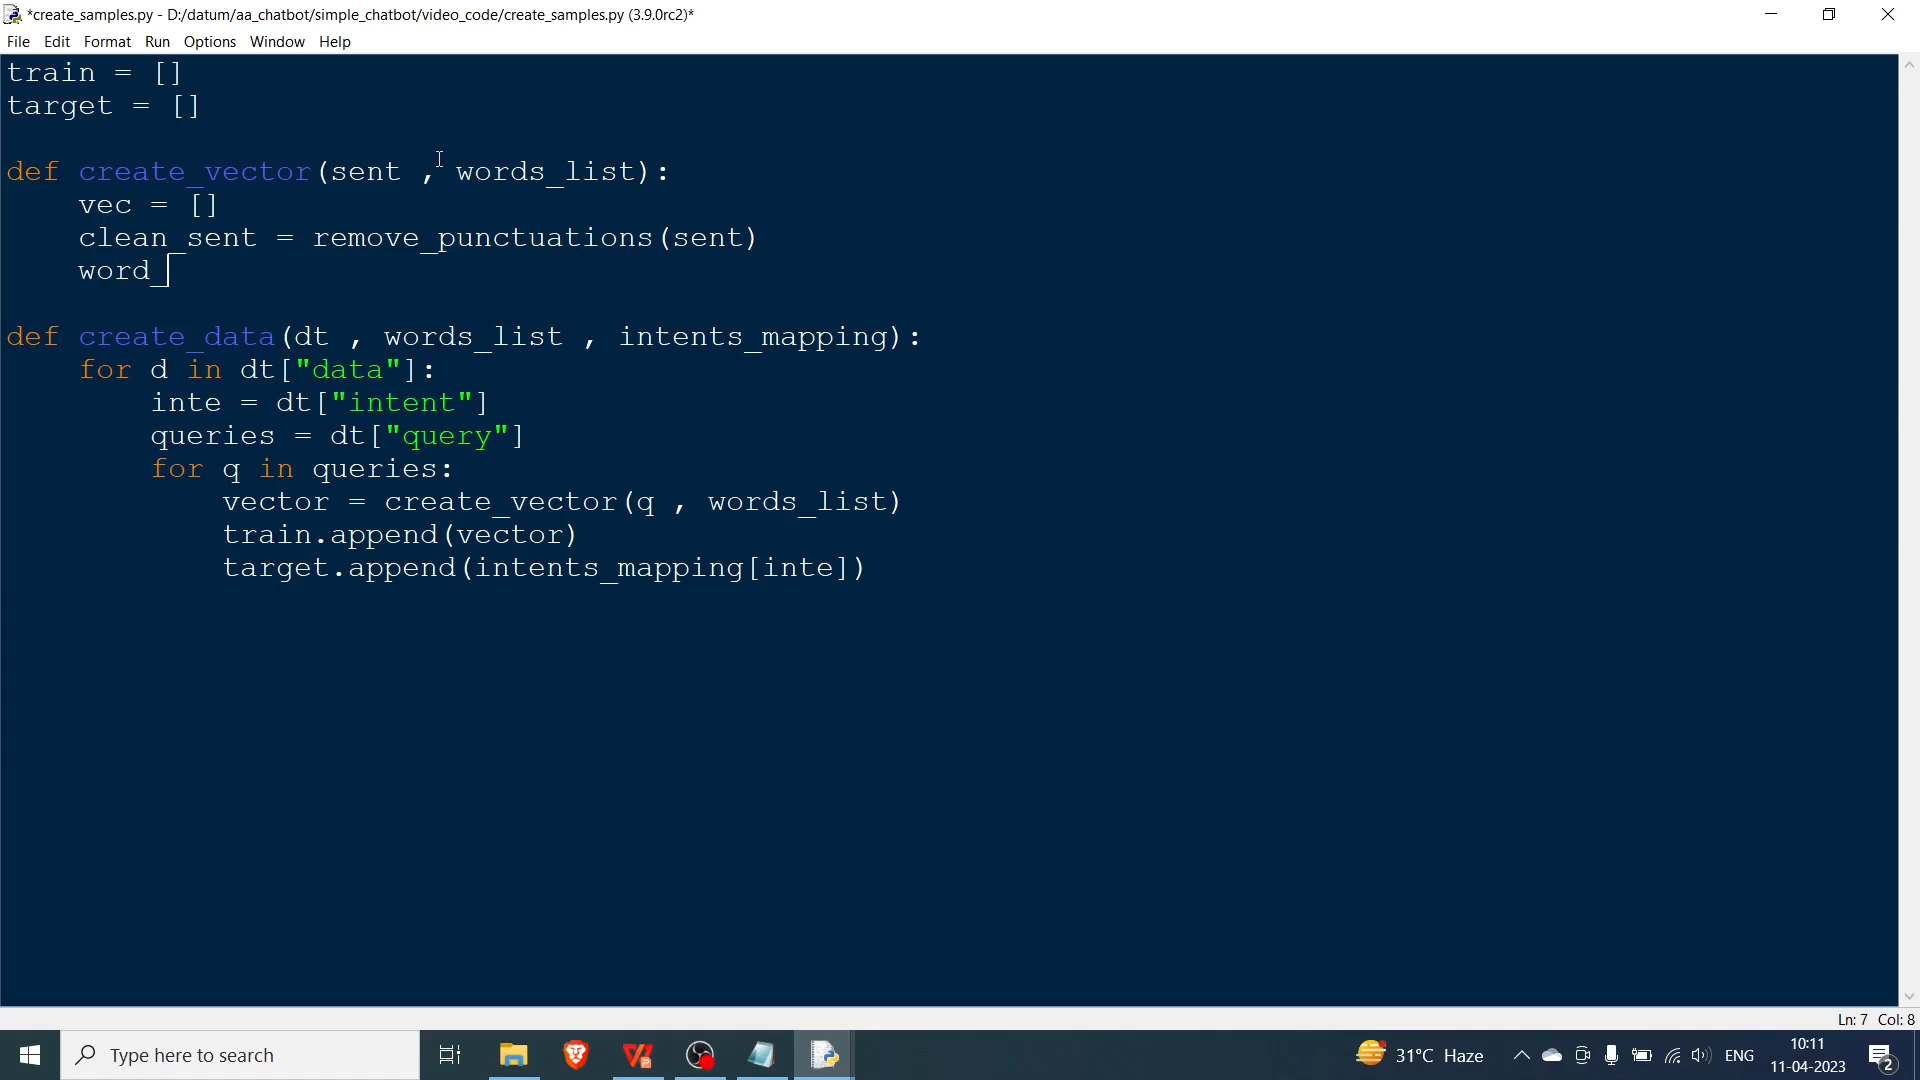 *create_samples.py - D:/datum/aa_chatbot/simple_chatbot/video_code/create_samples.py (3.9.0rc2)*
File Edit Format Run Options Window Help
train = []
target = []
def create_vector(sent , words_list):
    vec = []
    clean_sent = remove_punctuations(sent)
    word_
def create_data(dt , words_list , intents_mapping):
    for d in dt["data"]:
        inte = dt["intent"]
        queries = dt["query"]
        for q in queries:
            vector = create_vector(q , words_list)
            train.append(vector)
            target.append(intents_mapping[inte])
Ln: 7 Col: 8
Type here to search
31°C Haze
ENG
10:11
11-04-2023
2